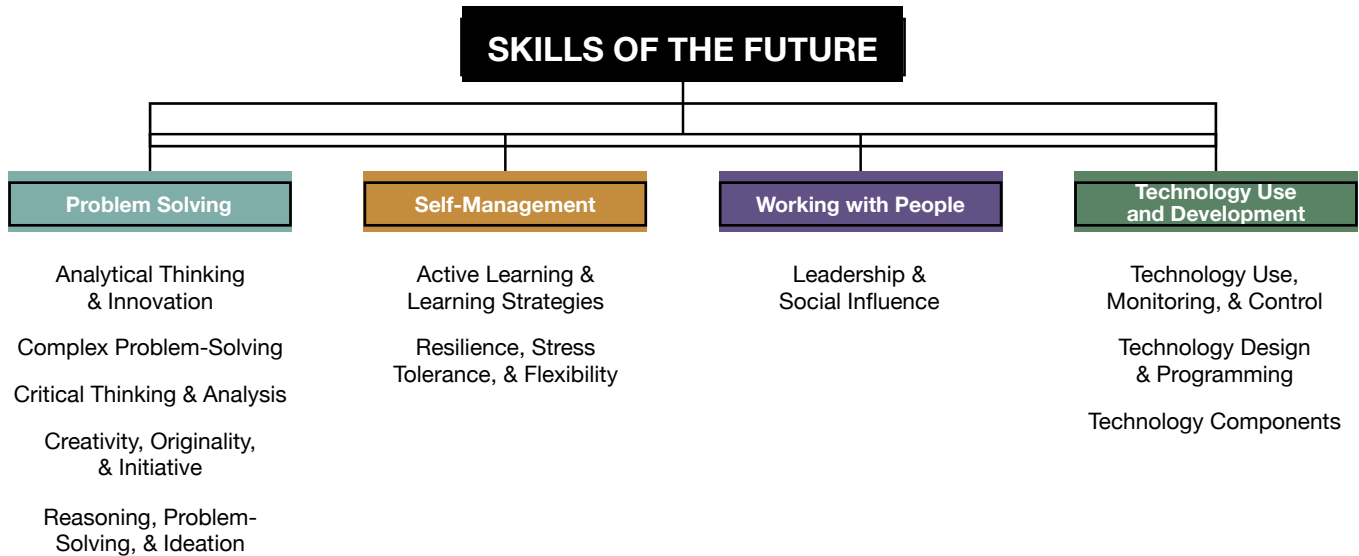 SKILLS OF THE FUTURE
Problem Solving
Analytical Thinking
& Innovation
Complex Problem-Solving
Critical Thinking & Analysis
Creativity, Originality,
& Initiative
Reasoning, Problem-
Solving, & Ideation
Self-Management
Active Learning &
Learning Strategies
Resilience, Stress
Tolerance, & Flexibility
Working with People
Leadership &
Social Influence
Technology Use
and Development
Technology Use,
Monitoring, & Control
Technology Design
& Programming
Technology Components